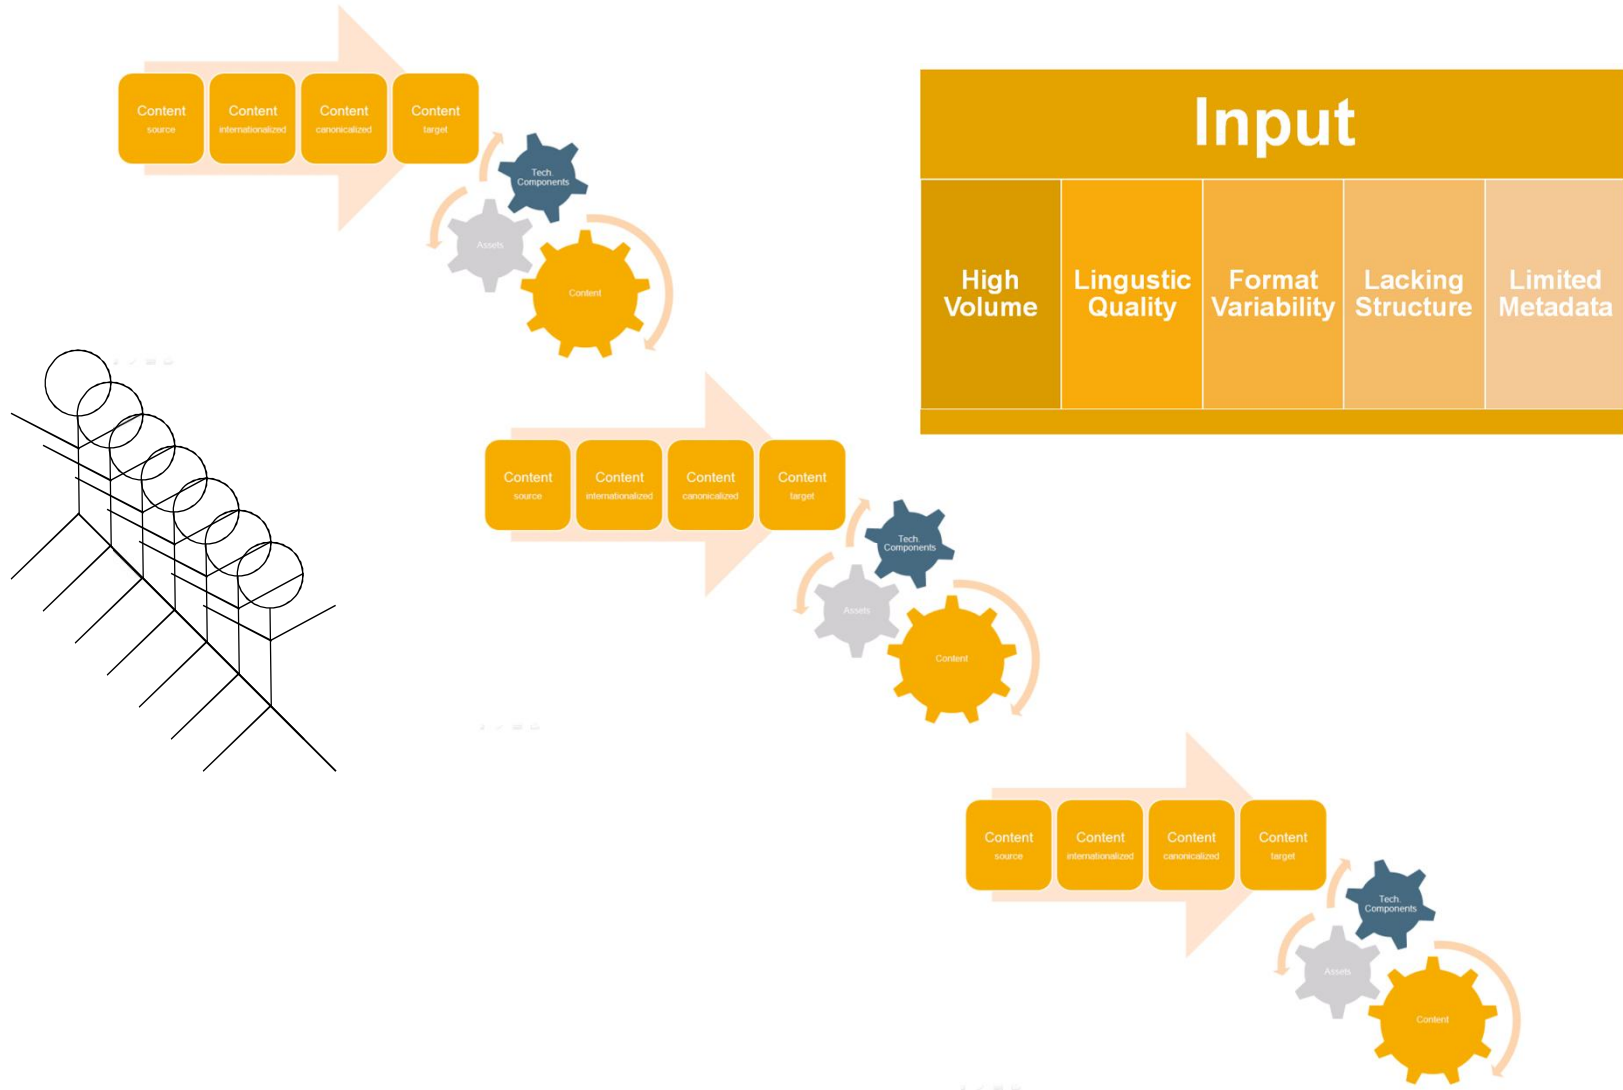 Content
source
Content
internationalized
Content
canonicalized
Content
target
Tech.
Components
Assets
Content
Input
High
Volume
Lingustic
Quality
Format
Variability
Lacking
Structure
Limited
Metadata
Content
source
Content
internationalized
Content
canonicalized
Content
target
Tech.
Components
Assets
Content
Content
source
Content
internationalized
Content
canonicalized
Content
target
Tech.
Components
Assets
Content